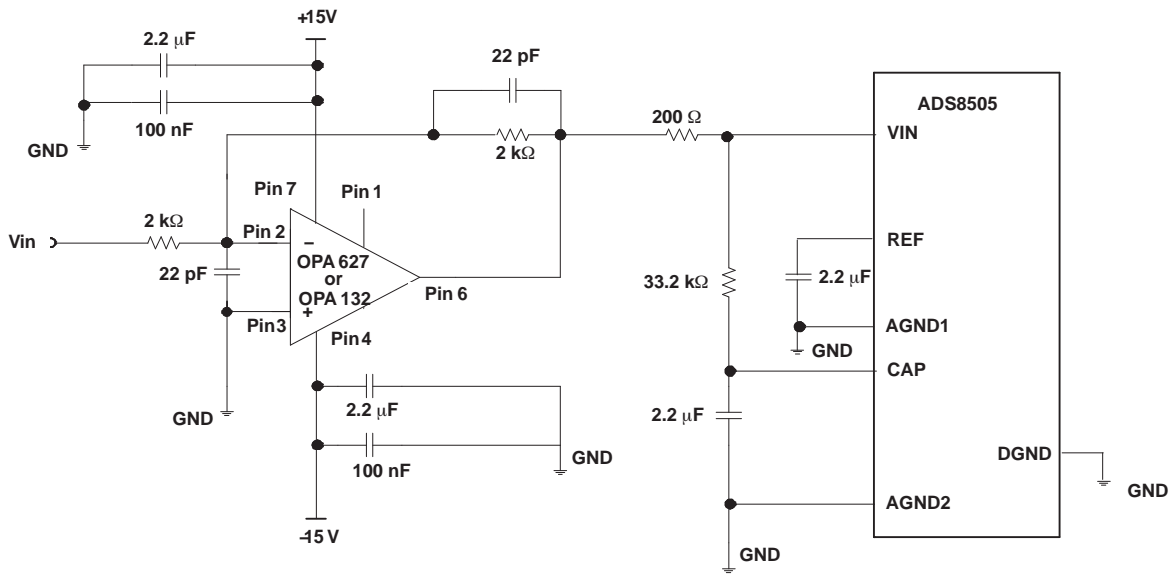 +15V
2.2 μF
22 pF
ADS8505
100 nF
200 Ω
VIN
GND
2 kΩ
Pin 7
Pin 1
2 kΩ
Vin
Pin 2
−
REF
OPA 627
22 pF
or
33.2 kΩ
2.2 μF
OPA 132
Pin 6
Pin3
+
AGND1
Pin4
GND
CAP
GND
2.2 μF
2.2 μF
GND
DGND
100 nF
GND
AGND2
−15 V
GND